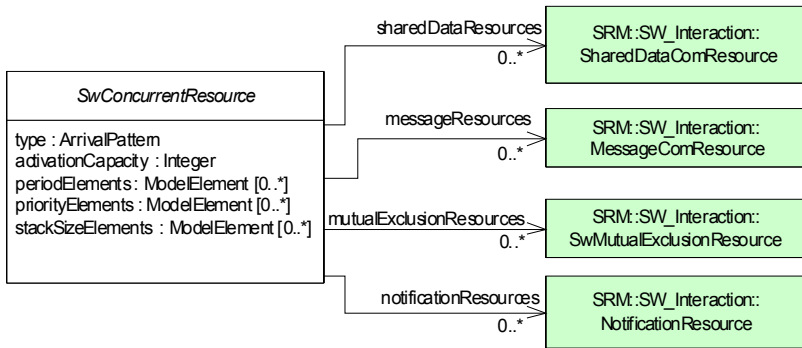 sharedDataResources
0..*
SRM::SW_Interaction::
SharedDataComResource
SwConcurrentResource
type : ArrivalPattern
activationCapacity : Integer
periodElements : ModelElement [0..*]
priorityElements : ModelElement [0..*]
stackSizeElements : ModelElement [0..*]
messageResources
0..*
SRM::SW_Interaction::
MessageComResource
mutualExclusionResources
0..*
SRM::SW_Interaction::
SwMutualExclusionResource
notificationResources
0..*
SRM::SW_Interaction::
NotificationResource